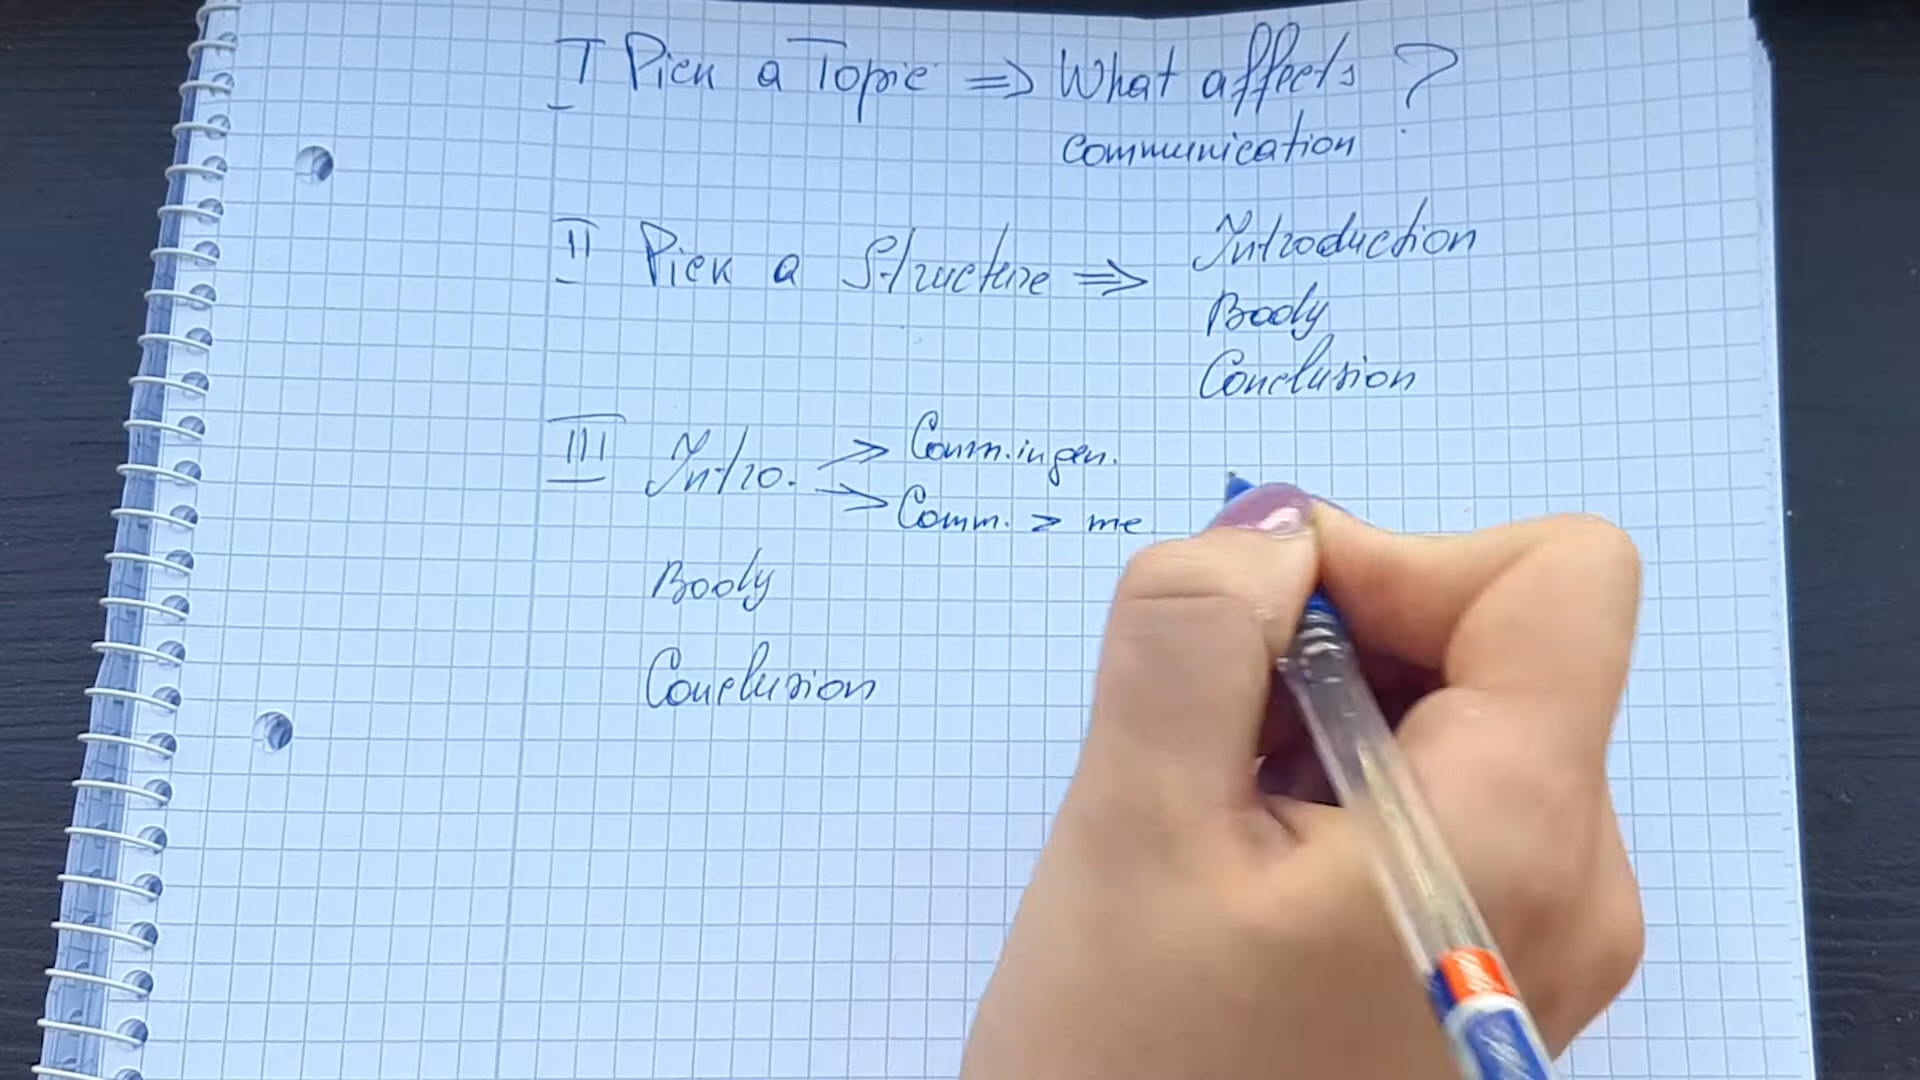 I Pick a Topic => What affects ?
communication
II Pick a Structure => Introduction
Body
Conclusion
III Intro. > Comm. in gen.
> Comm. > me
Body
Conclusion